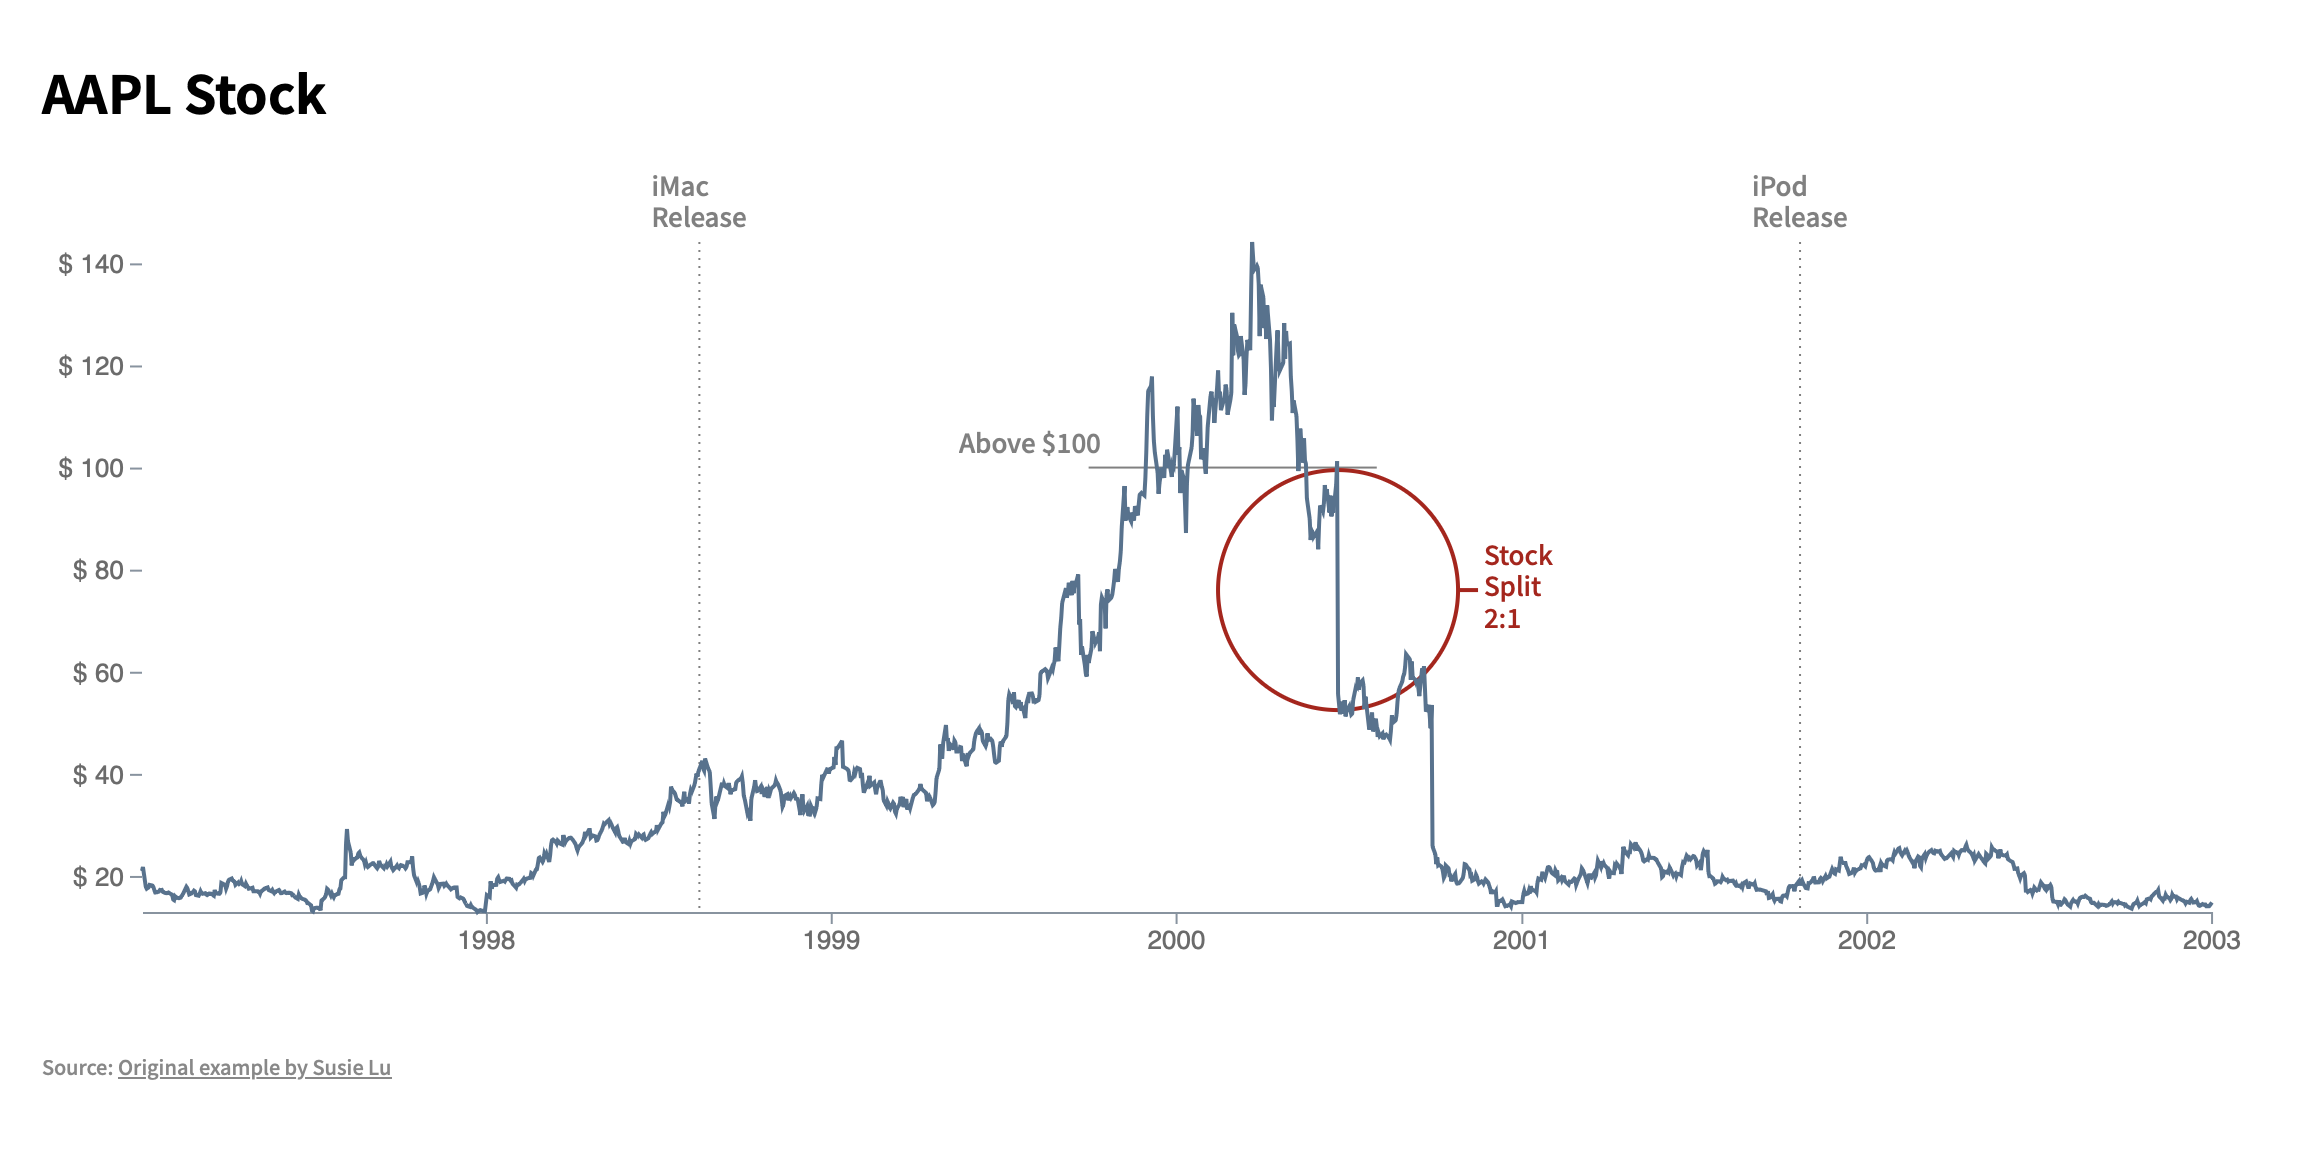 AAPL Stock
iMac
Release
iPod
Release
$ 140
$ 120
Above $100
$ 100
Stock
Split
2:1
$ 80
$ 60
$ 40
$ 20
1998
1999
2000
2001
2002
2003
Source: Original example by Susie Lu